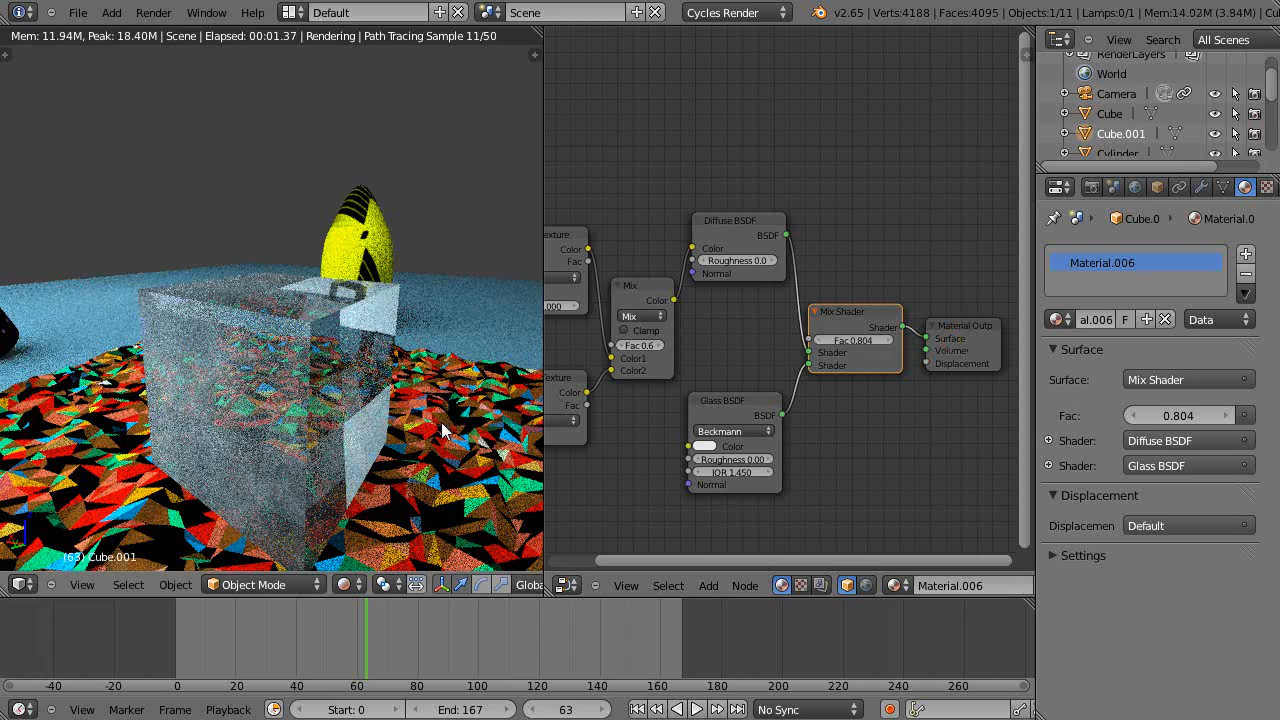 File Add Render Window Help Default Scene Cycles Render v2.65 | Verts:4188 | Faces:4095 | Objects:1/11 | Lamps:0/1 | Mem:14.02M (3.94M) | Cu
Mem: 11.94M, Peak: 18.40M | Scene | Elapsed: 00:01.37 | Rendering | Path Tracing Sample 11/50
View Search All Scenes
RenderLayers
World
Camera
Cube
Cube.001
Cylinder
Cube.0 Material.0
Material.006
al.006 F Data
Surface
Surface: Mix Shader
Fac: 0.804
Shader: Diffuse BSDF
Shader: Glass BSDF
Displacement
Displacemen Default
Settings
exture
Color
Fac
.000
exture
Color
Fac
Mix
Color
Mix
Clamp
Fac 0.6
Color1
Color2
Diffuse BSDF
BSDF
Color
Roughness 0.0
Normal
Glass BSDF
BSDF
Beckmann
Color
Roughness 0.00
IOR 1.450
Normal
Mix Shader
Shader
Fac 0.804
Shader
Shader
Material Outp
Surface
Volume
Displacement
(63) Cube.001
View Select Object Object Mode Globa
View Select Add Node Material.006
-40 -20 0 20 40 60 80 100 120 140 160 180 200 220 240 260
View Marker Frame Playback Start: 0 End: 167 63 No Sync